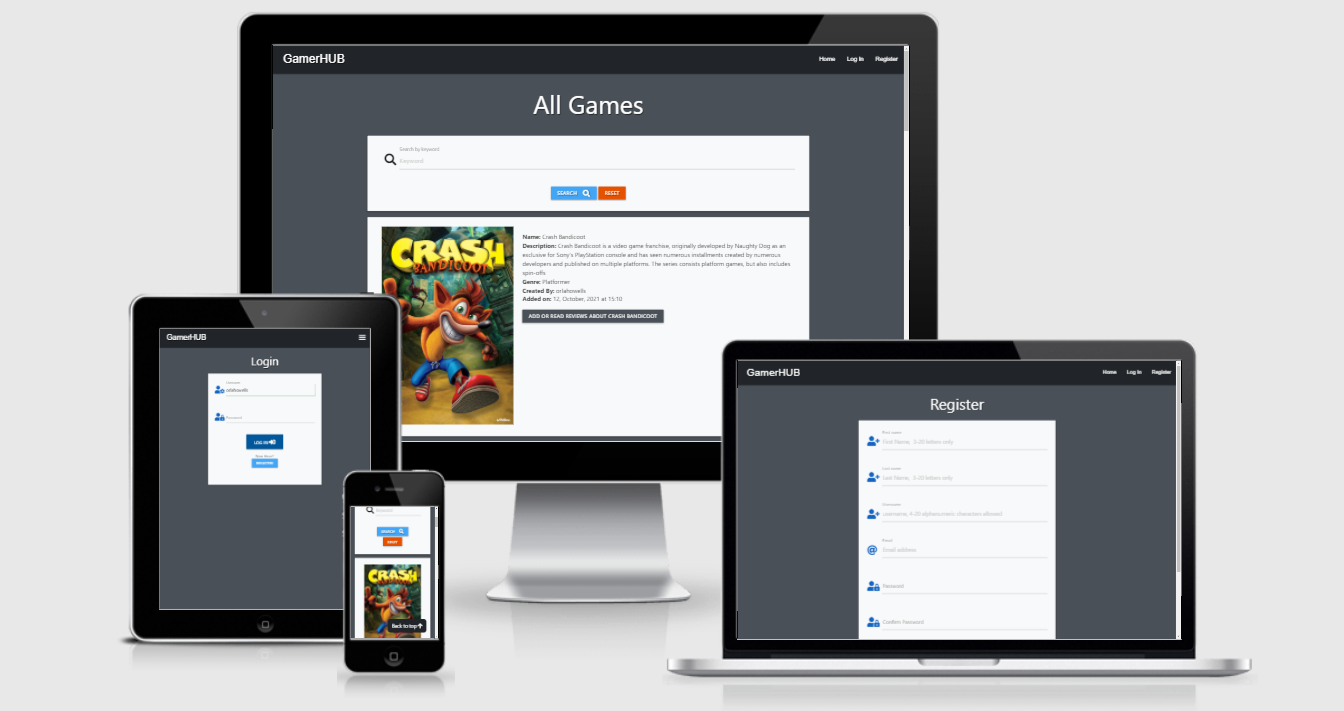 GamerHUB
Home Log In Register
All Games
Search by keyword
Keyword
SEARCH RESET
CRASH
BANDICOOT
Name: Crash Bandicoot
Description: Crash Bandicoot is a video game franchise, originally developed by Naughty Dog as an
exclusive for Sony's PlayStation console and has seen numerous installments created by numerous
developers and published on multiple platforms. The series consists platform games, but also includes
spin-offs
Genre: Platformer
Created By: orlahowells
Added on: 12, October, 2021 at 15:10
ADD OR READ REVIEWS ABOUT CRASH BANDICOOT
GamerHUB
Login
Username
orlahowells
Password
LOG IN
REGISTER
SEARCH
RESET
CRASH
BANDICOOT
Back to top
GamerHUB
Home Log In Register
Register
First name
First Name, 3-20 letters only
Last name
Last Name, 3-20 letters only
Username
username, 4-20 alphanumeric characters allowed
Email
Email address
Password
Confirm Password